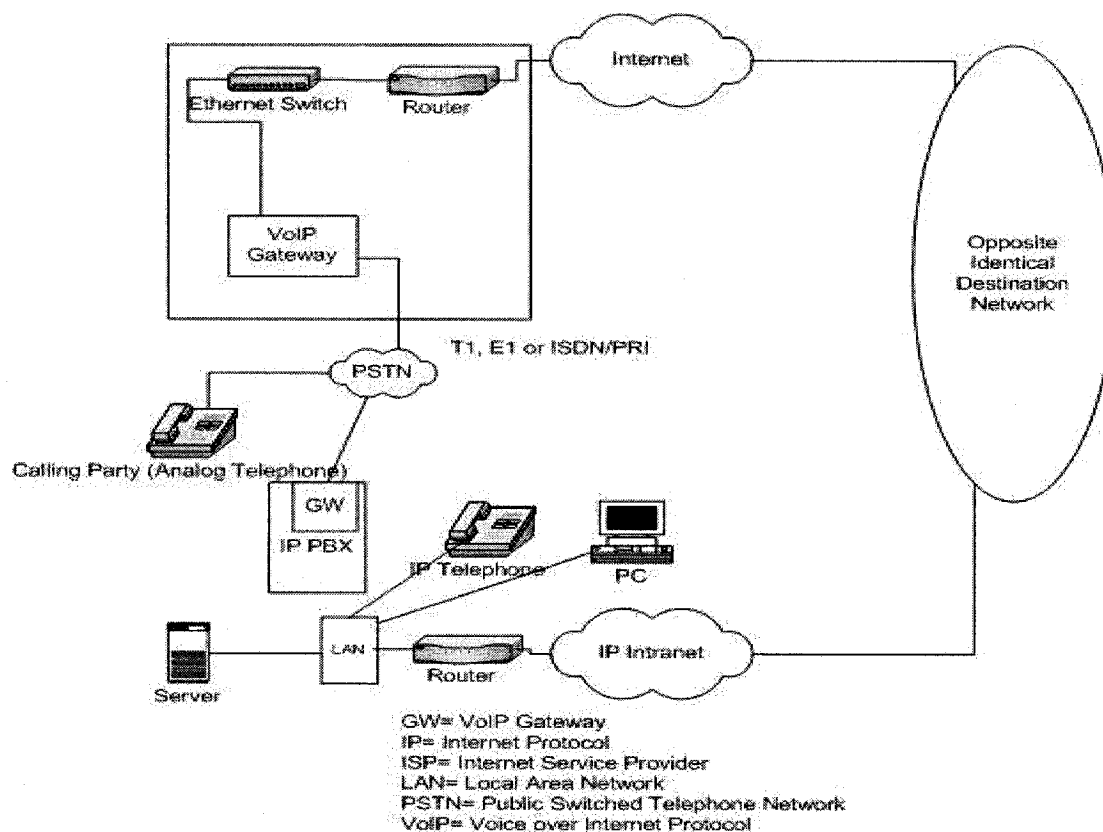 Internet
Ethernet Switch
Router
VoIP
Gateway
Opposite
Identical
Destination
Network
T1, E1 or ISDN/PRI
PSTN
Calling Party (Analog Telephone)
GW
IP PBX
IP Telephone
PC
LAN
Server
Router
IP Intranet
GW= VoIP Gateway
IP= Internet Protocol
ISP= Internet Service Provider
LAN= Local Area Network
PSTN= Public Switched Telephone Network
VoIP= Voice over Internet Protocol